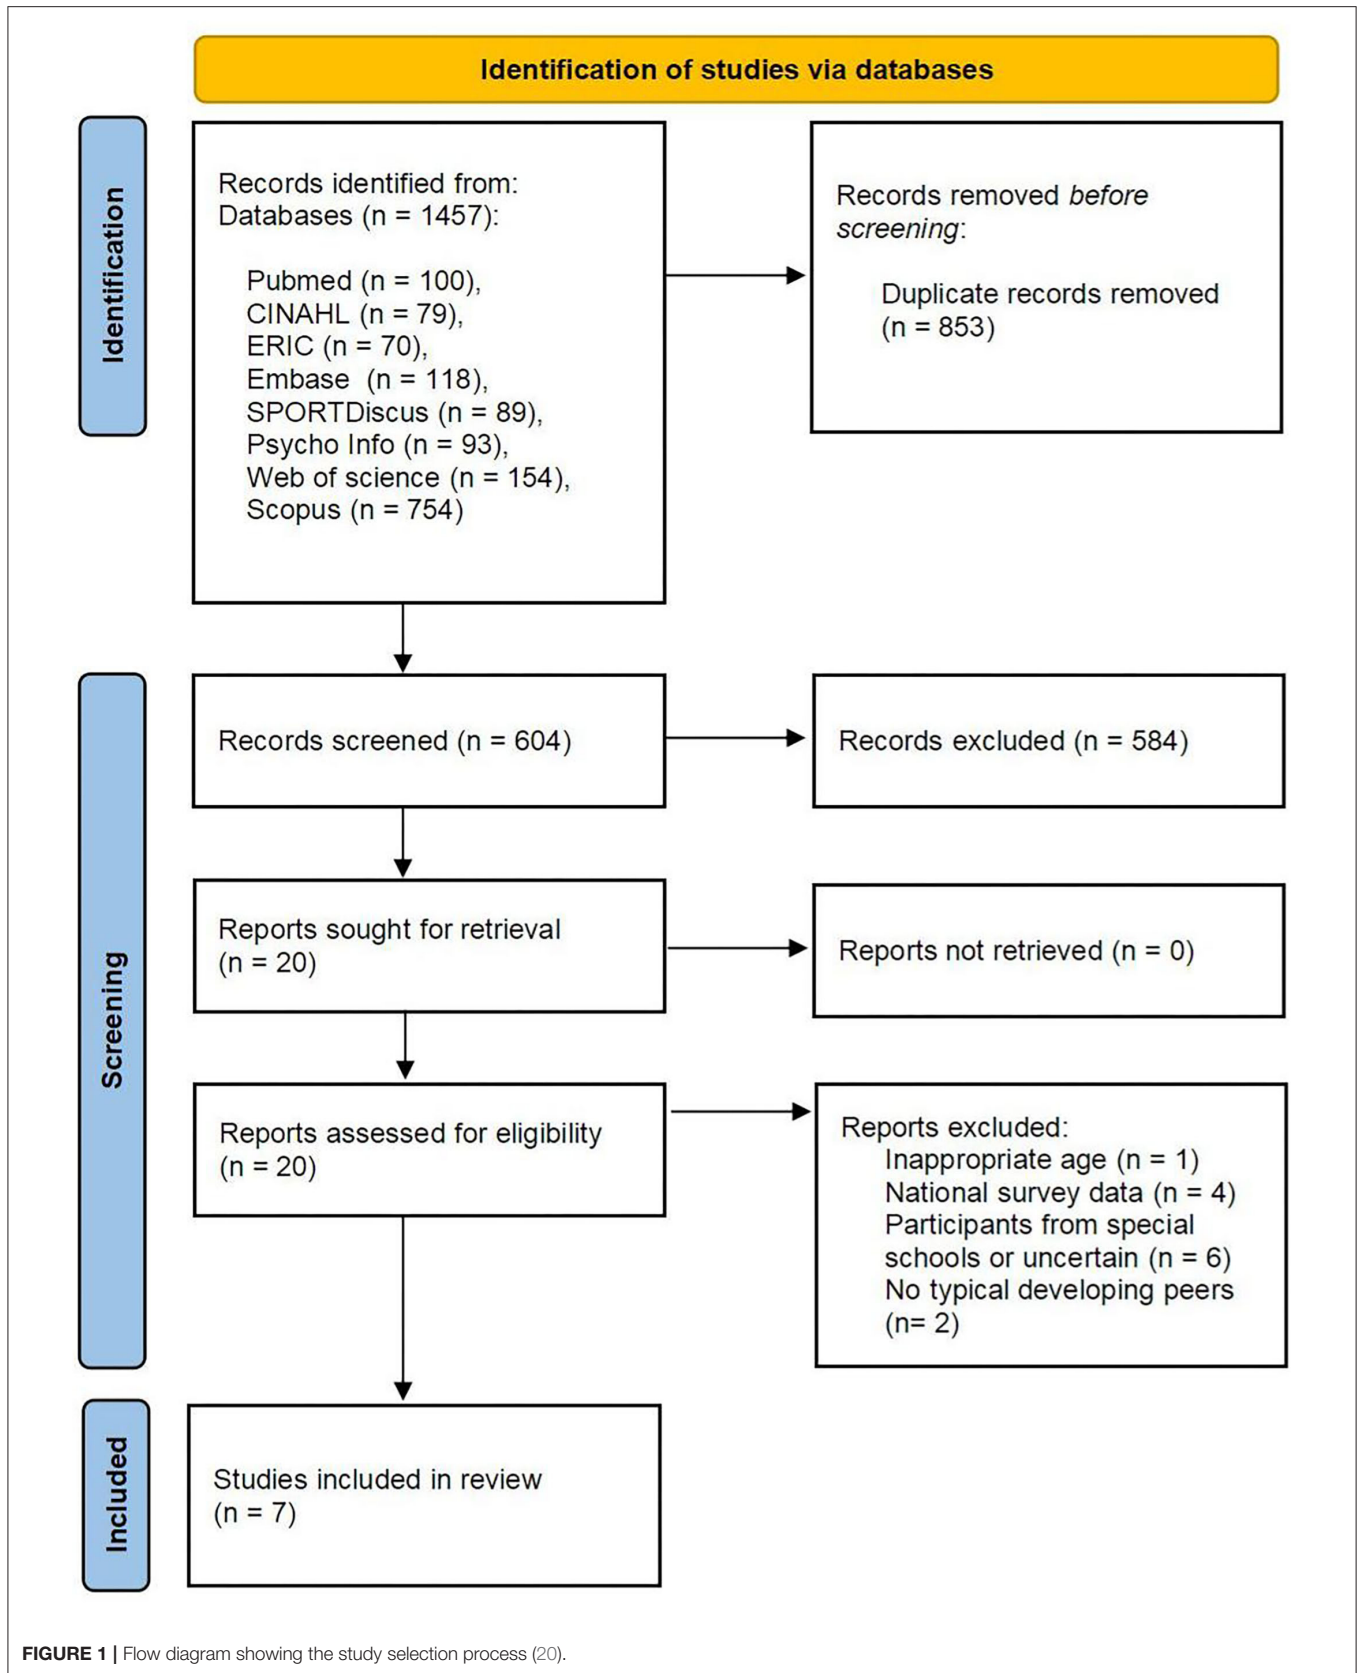 Identification of studies via databases
Identification
Records identified from:
Databases (n = 1457):
Pubmed (n = 100),
CINAHL (n = 79),
ERIC (n = 70),
Embase (n = 118),
SPORTDiscus (n = 89),
Psycho Info (n = 93),
Web of science (n = 154),
Scopus (n = 754)
Records removed before
screening:
Duplicate records removed
(n = 853)
Screening
Records screened (n = 604)
Records excluded (n = 584)
Reports sought for retrieval
(n = 20)
Reports not retrieved (n = 0)
Reports assessed for eligibility
(n = 20)
Reports excluded:
Inappropriate age (n = 1)
National survey data (n = 4)
Participants from special
schools or uncertain (n = 6)
No typical developing peers
(n= 2)
Included
Studies included in review
(n = 7)
FIGURE 1 | Flow diagram showing the study selection process (20).